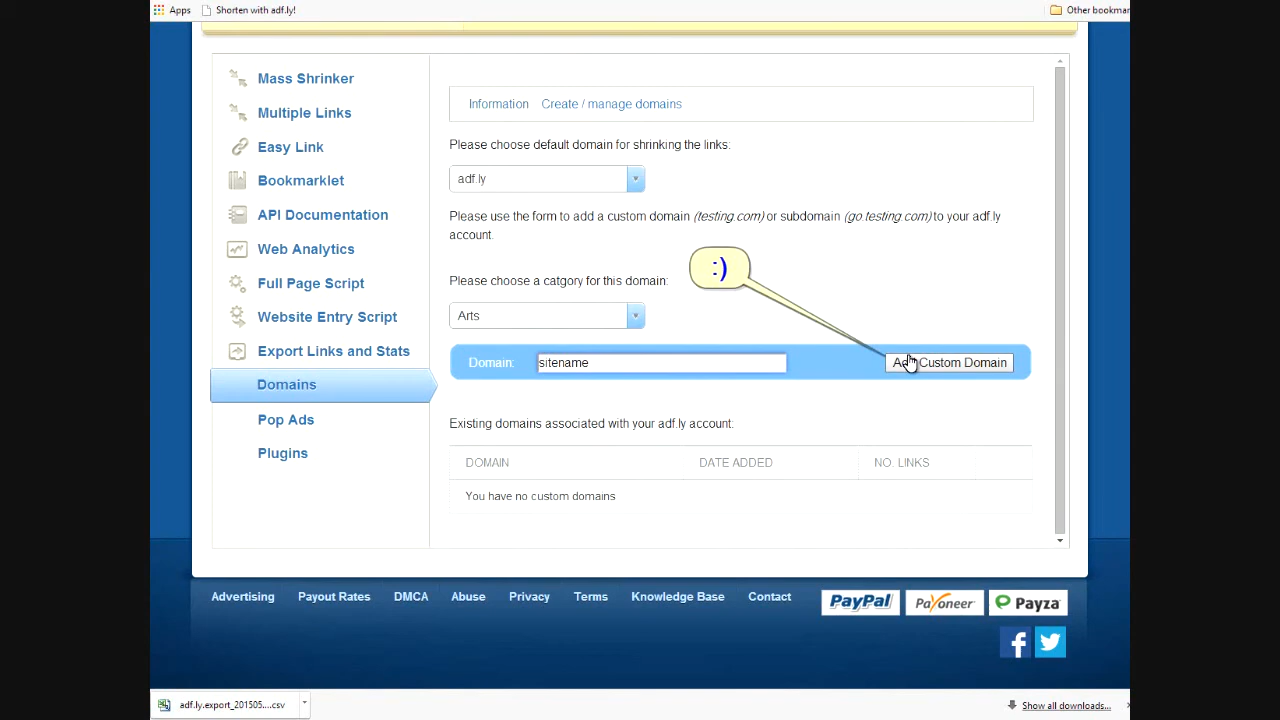 Apps
Shorten with adf.ly!
Other bookmar
Mass Shrinker
Multiple Links
Easy Link
Bookmarklet
API Documentation
Web Analytics
Full Page Script
Website Entry Script
Export Links and Stats
Domains
Pop Ads
Plugins
Information Create / manage domains
Please choose default domain for shrinking the links:
adf.ly
Please use the form to add a custom domain (testing.com) or subdomain (go.testing.com) to your adf.ly
account.
:)
Please choose a catgory for this domain:
Arts
Domain: sitename Custom Domain
Existing domains associated with your adf.ly account:
DOMAIN DATE ADDED NO. LINKS
You have no custom domains
Advertising Payout Rates DMCA Abuse Privacy Terms Knowledge Base Contact
PayPal Payoneer Payza
adf.ly.export_201505....csv
Show all downloads...